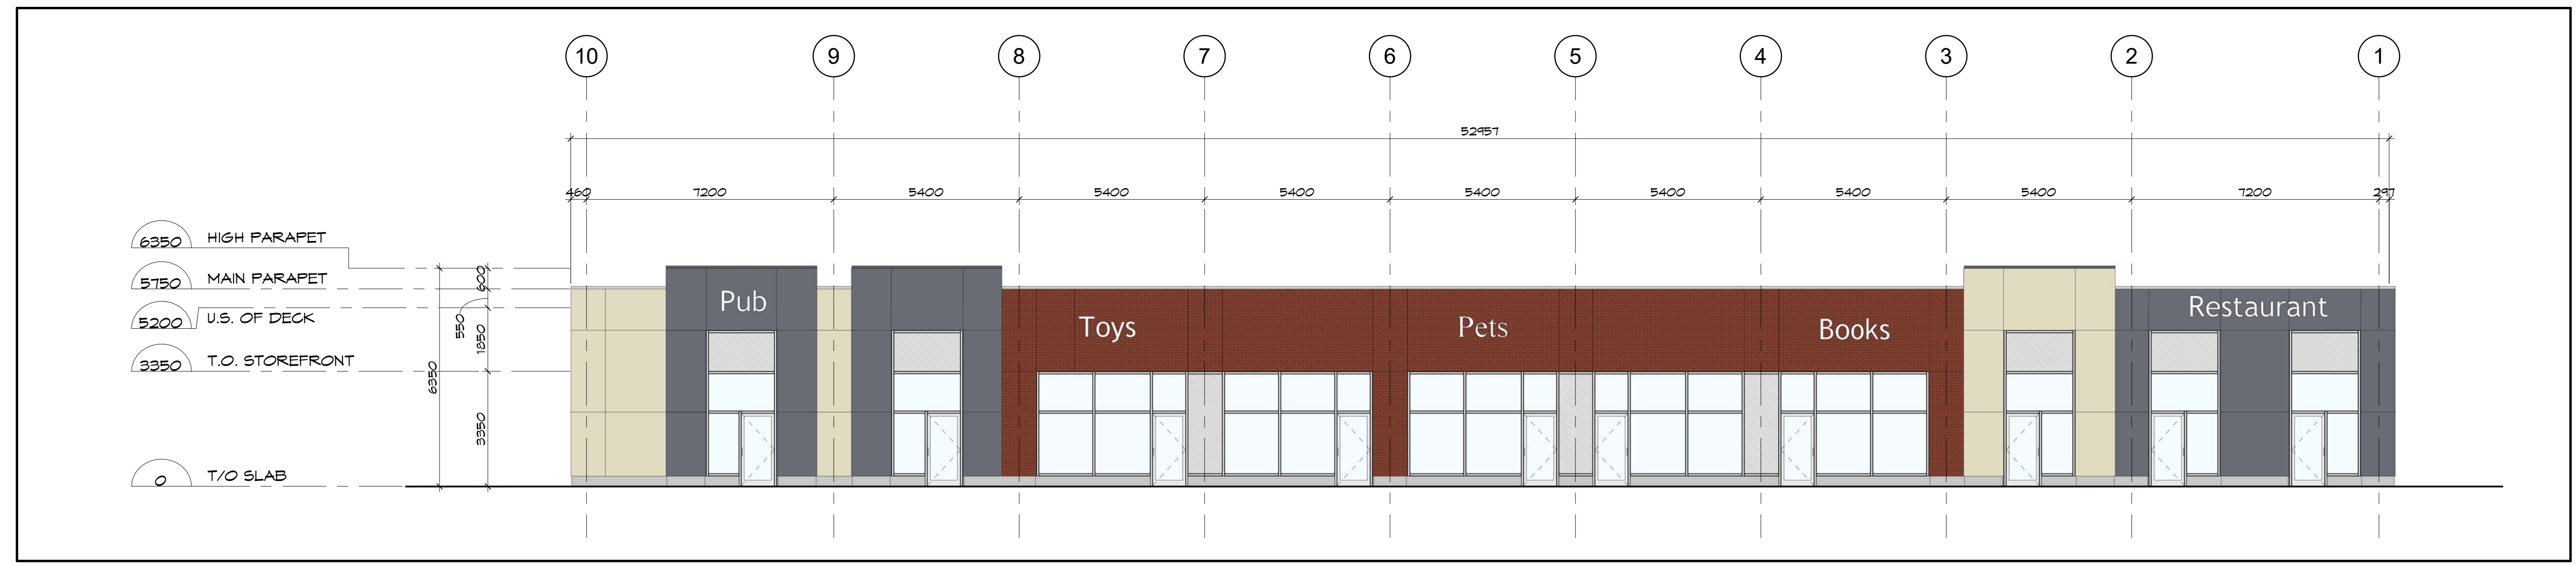 10 9 8 7 6 5 4 3 2 1
52957
460 7200 5400 5400 5400 5400 5400 5400 5400 7200 297
6350 HIGH PARAPET
5750 MAIN PARAPET
5200 U.S. OF DECK
3350 T.O. STOREFRONT
0 T/O SLAB
600
550
1850
6350
3350
Pub
Toys
Pets
Books
Restaurant